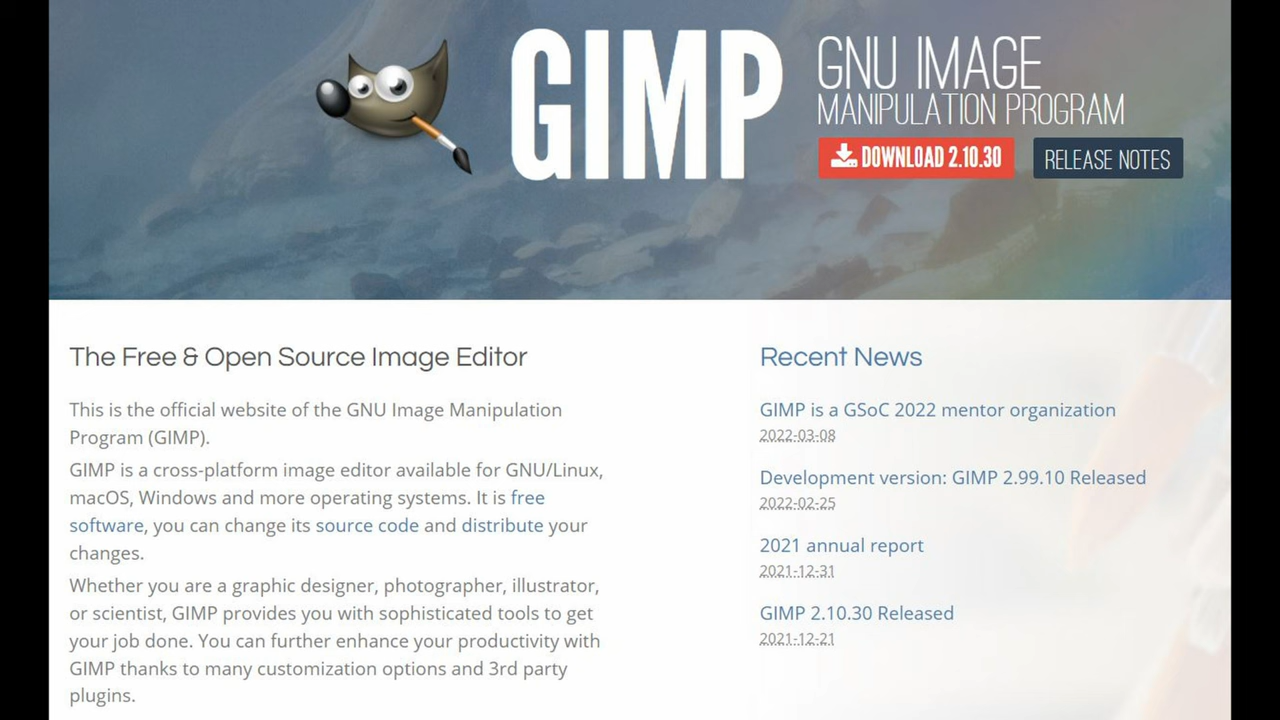 GIMP
GNU IMAGE
MANIPULATION PROGRAM
DOWNLOAD 2.10.30
RELEASE NOTES
The Free & Open Source Image Editor
This is the official website of the GNU Image Manipulation
Program (GIMP).
GIMP is a cross-platform image editor available for GNU/Linux,
macOS, Windows and more operating systems. It is free
software, you can change its source code and distribute your
changes.
Whether you are a graphic designer, photographer, illustrator,
or scientist, GIMP provides you with sophisticated tools to get
your job done. You can further enhance your productivity with
GIMP thanks to many customization options and 3rd party
plugins.
Recent News
GIMP is a GSoC 2022 mentor organization
2022-03-08
Development version: GIMP 2.99.10 Released
2022-02-25
2021 annual report
2021-12-31
GIMP 2.10.30 Released
2021-12-21